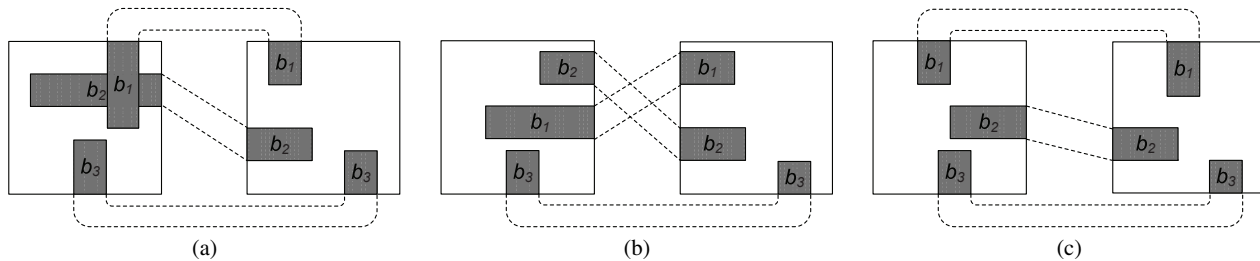 b₁ b₁ b₁
b₂ b₁ b₁
b₂ b₁ b₂
b₂ b₂ b₂
b₃ b₃ b₃ b₃ b₃ b₃
(a) (b) (c)